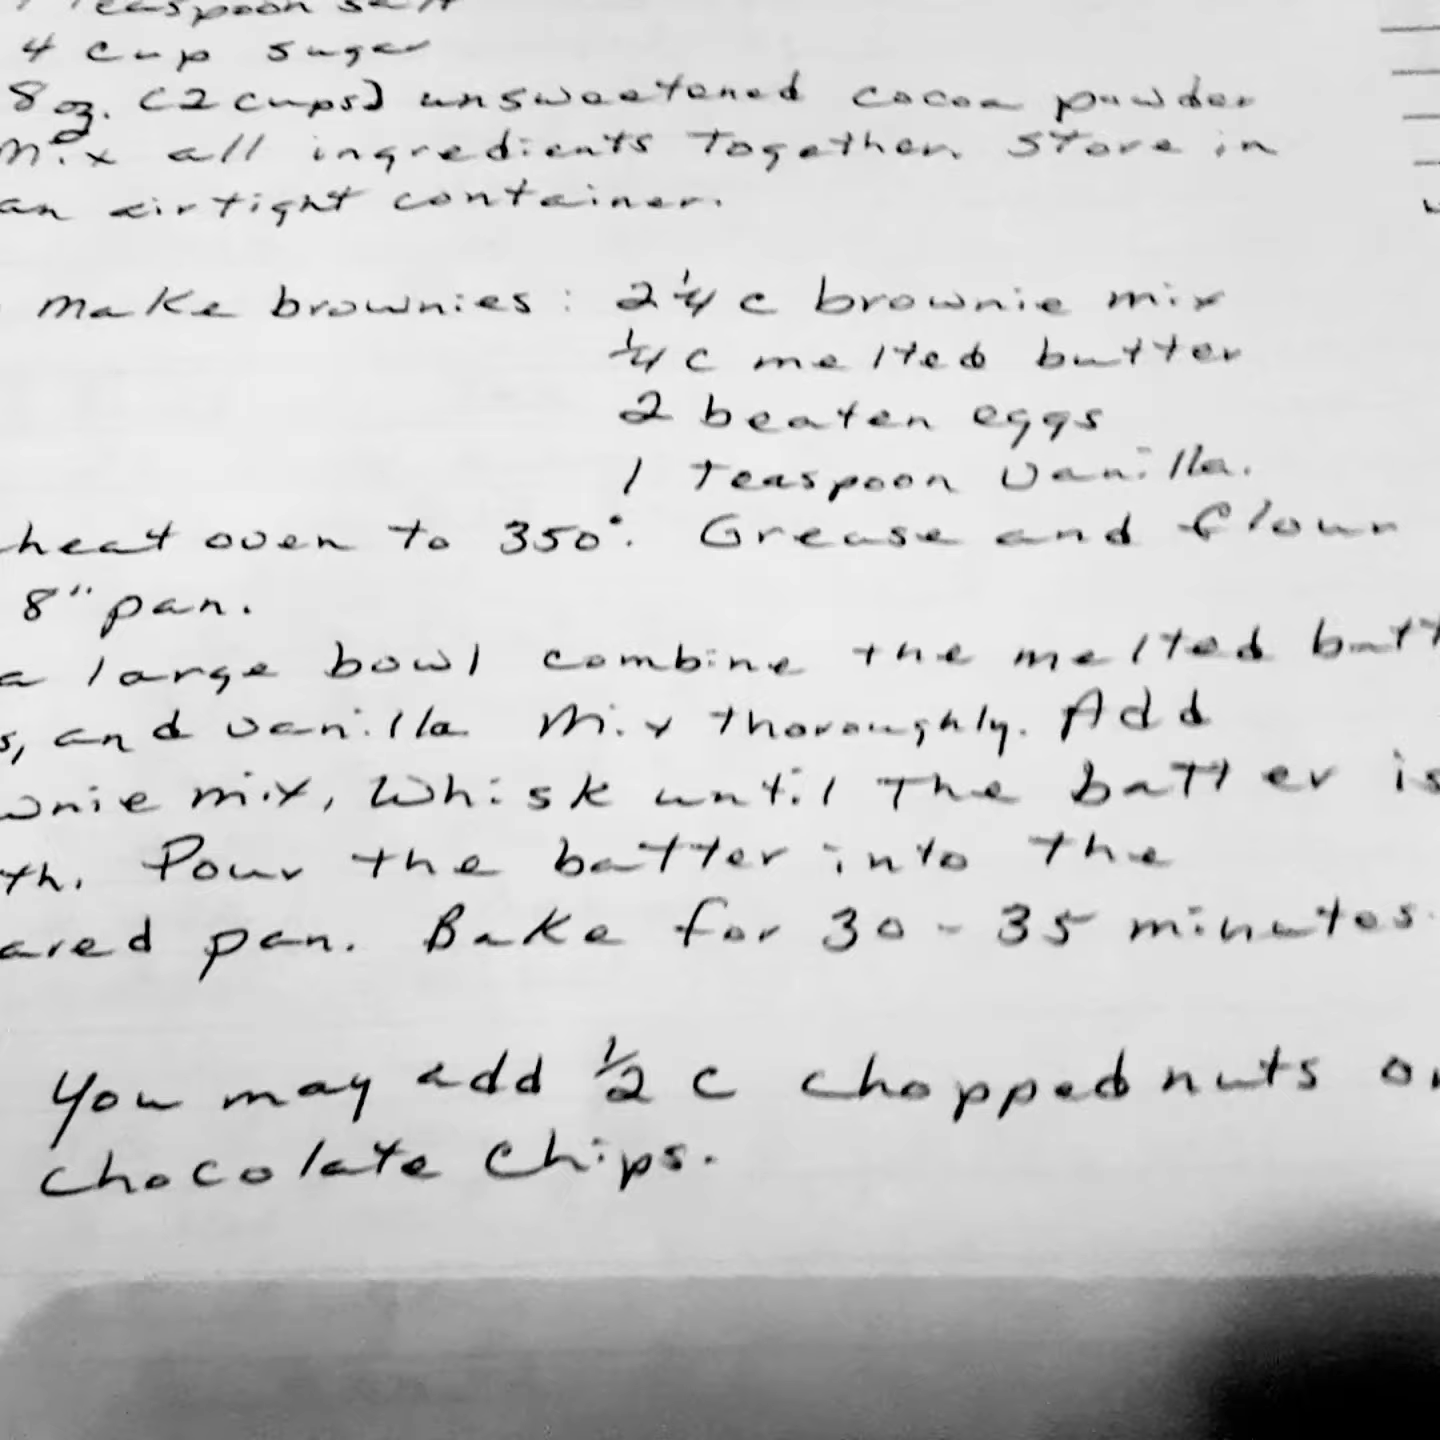 teaspoon salt
4 cup sugar
8 oz. (2 cups) unsweetened cocoa powder
Mix all ingredients Together. Store in
an airtight container.
make brownies: 2 1/4 c brownie mix
1/4 c melted butter
2 beaten eggs
1 Teaspoon vanilla.
heat oven to 350°. Grease and flour
8" pan.
a large bowl combine the melted butt
s, and vanilla Mix thoroughly. Add
wnie mix, Whisk until The batter is
th. Pour the batter into the
ared pan. Bake for 30-35 minutes.
You may add 1/2 c chopped nuts or
chocolate Chips.